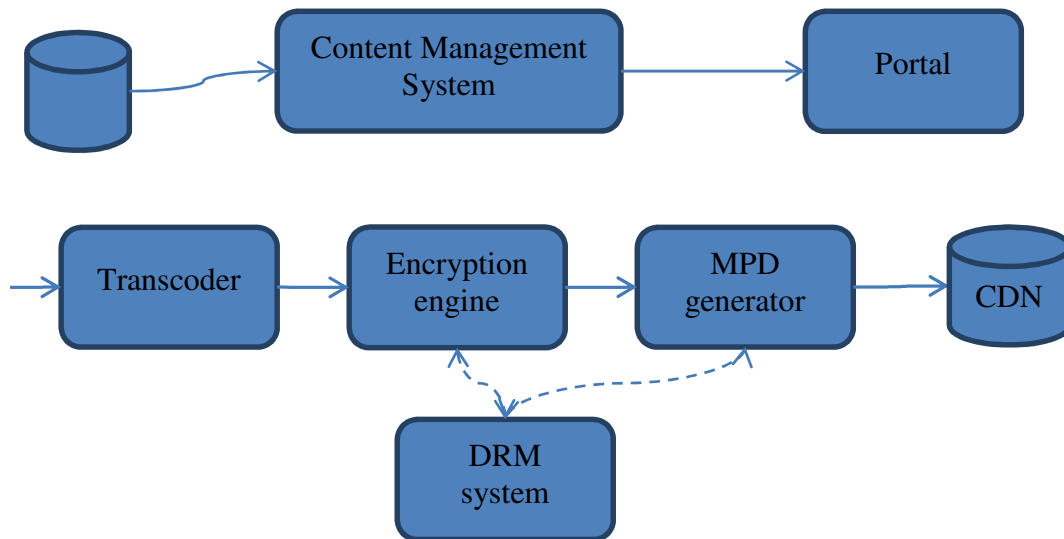 Content Management
System
Portal
Transcoder
Encryption
engine
MPD
generator
CDN
DRM
system